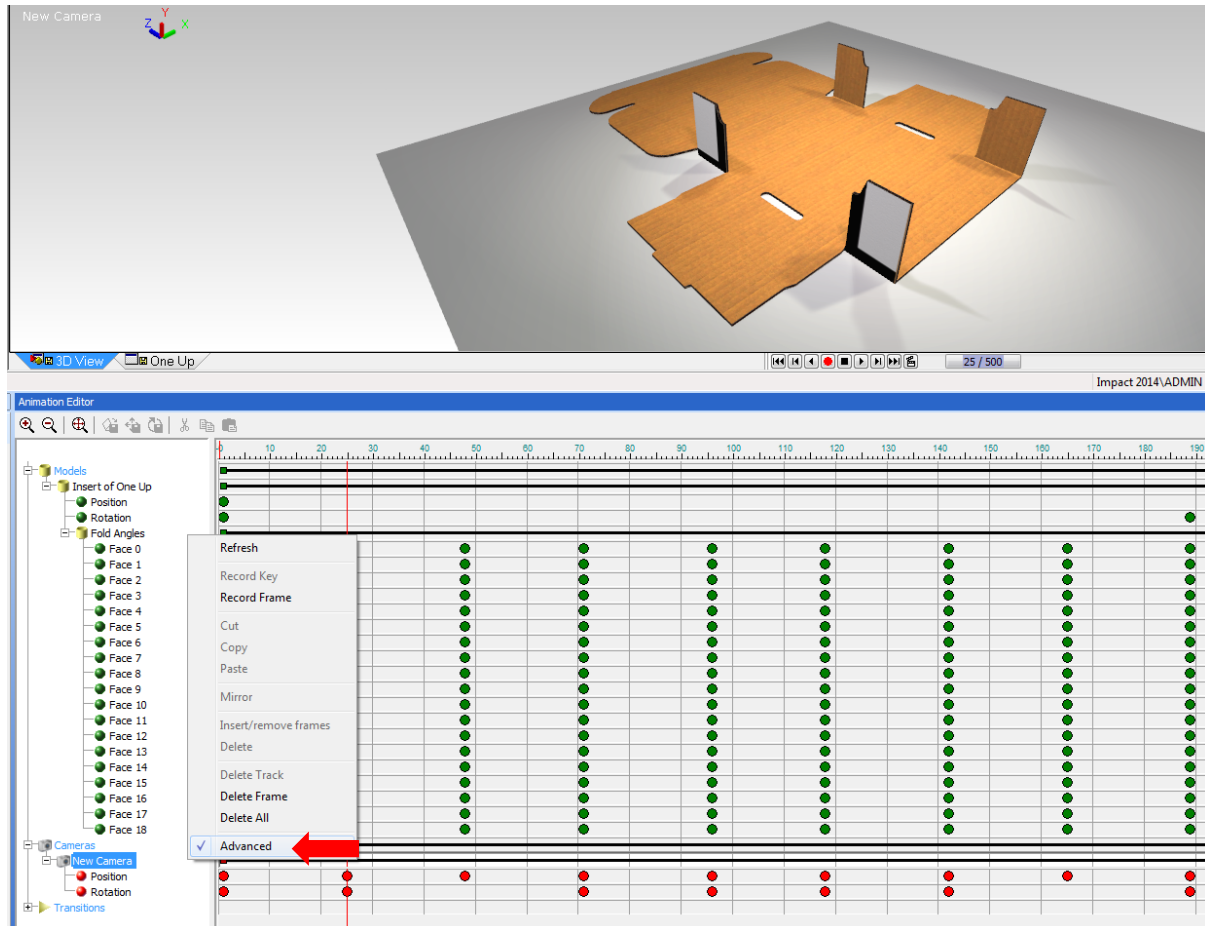 New Camera
Z Y X
3D View One Up
25 / 500
Impact 2014\ADMIN
Animation Editor
0 10 20 30 40 50 60 70 80 90 100 110 120 130 140 150 160 170 180 190
Models
Insert of One Up
Position
Rotation
Fold Angles
Face 0
Face 1
Face 2
Face 3
Face 4
Face 5
Face 6
Face 7
Face 8
Face 9
Face 10
Face 11
Face 12
Face 13
Face 14
Face 15
Face 16
Face 17
Face 18
Cameras
New Camera
Position
Rotation
Transitions
Refresh
Record Key
Record Frame
Cut
Copy
Paste
Mirror
Insert/remove frames
Delete
Delete Track
Delete Frame
Delete All
Advanced